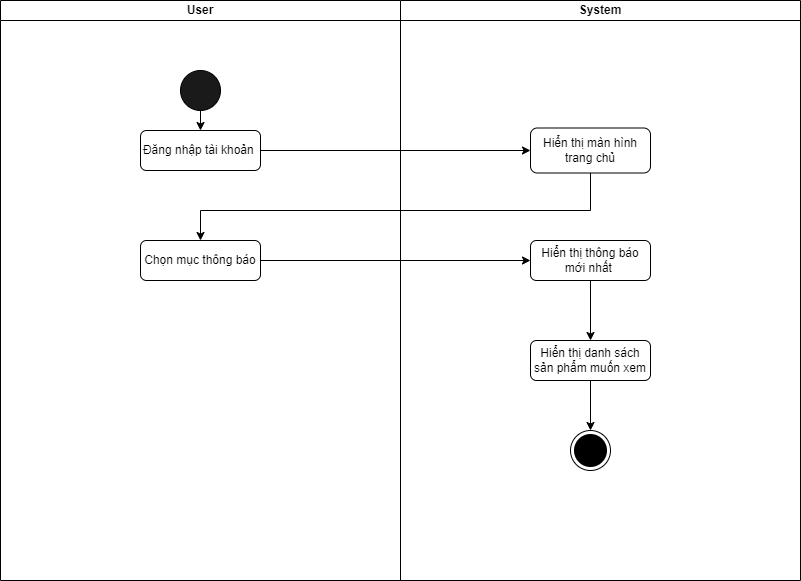 User
System
Đăng nhập tài khoản
Hiển thị màn hình
trang chủ
Chọn mục thông báo
Hiển thị thông báo
mới nhất
Hiển thị danh sách
sản phẩm muốn xem